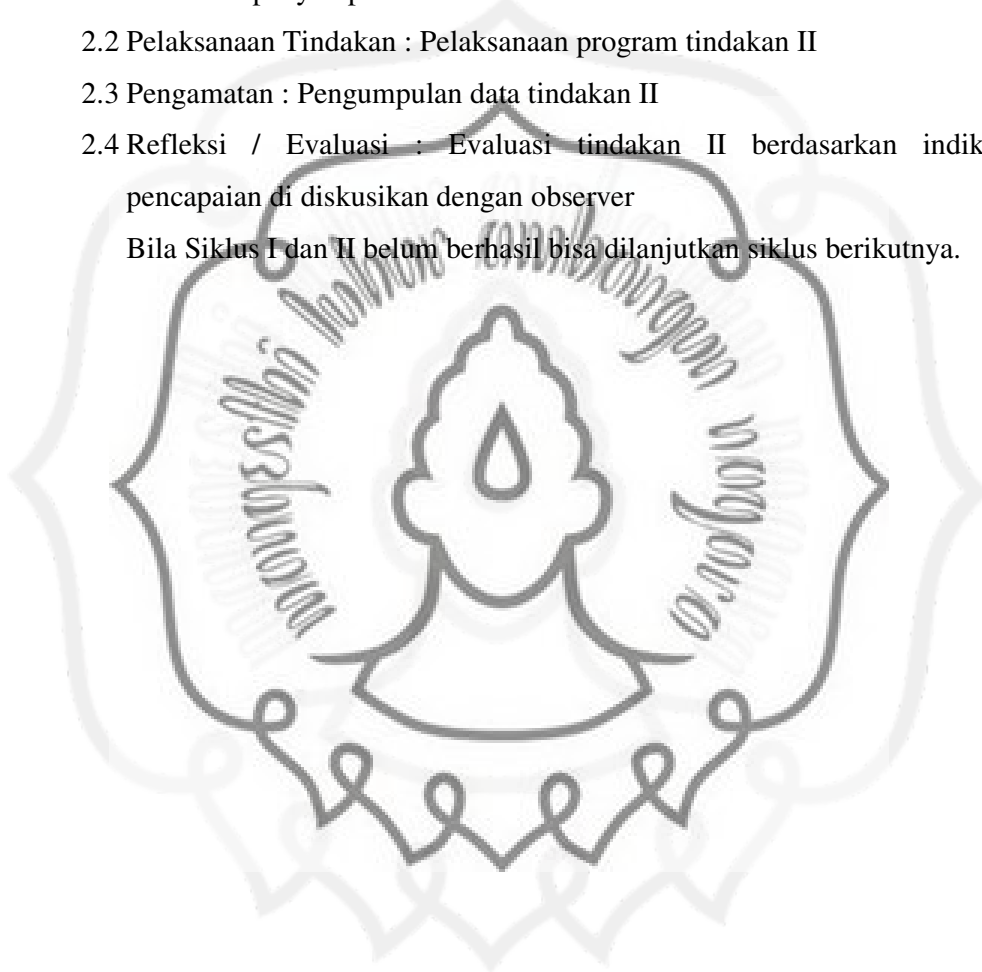 2.2 Pelaksanaan Tindakan : Pelaksanaan program tindakan II
2.3 Pengamatan : Pengumpulan data tindakan II
2.4 Refleksi / Evaluasi : Evaluasi tindakan II berdasarkan
pencapaian di diskusikan dengan observer
Bila Siklus I dan II belum berhasil bisa dilanjutkan siklus berikutnya.